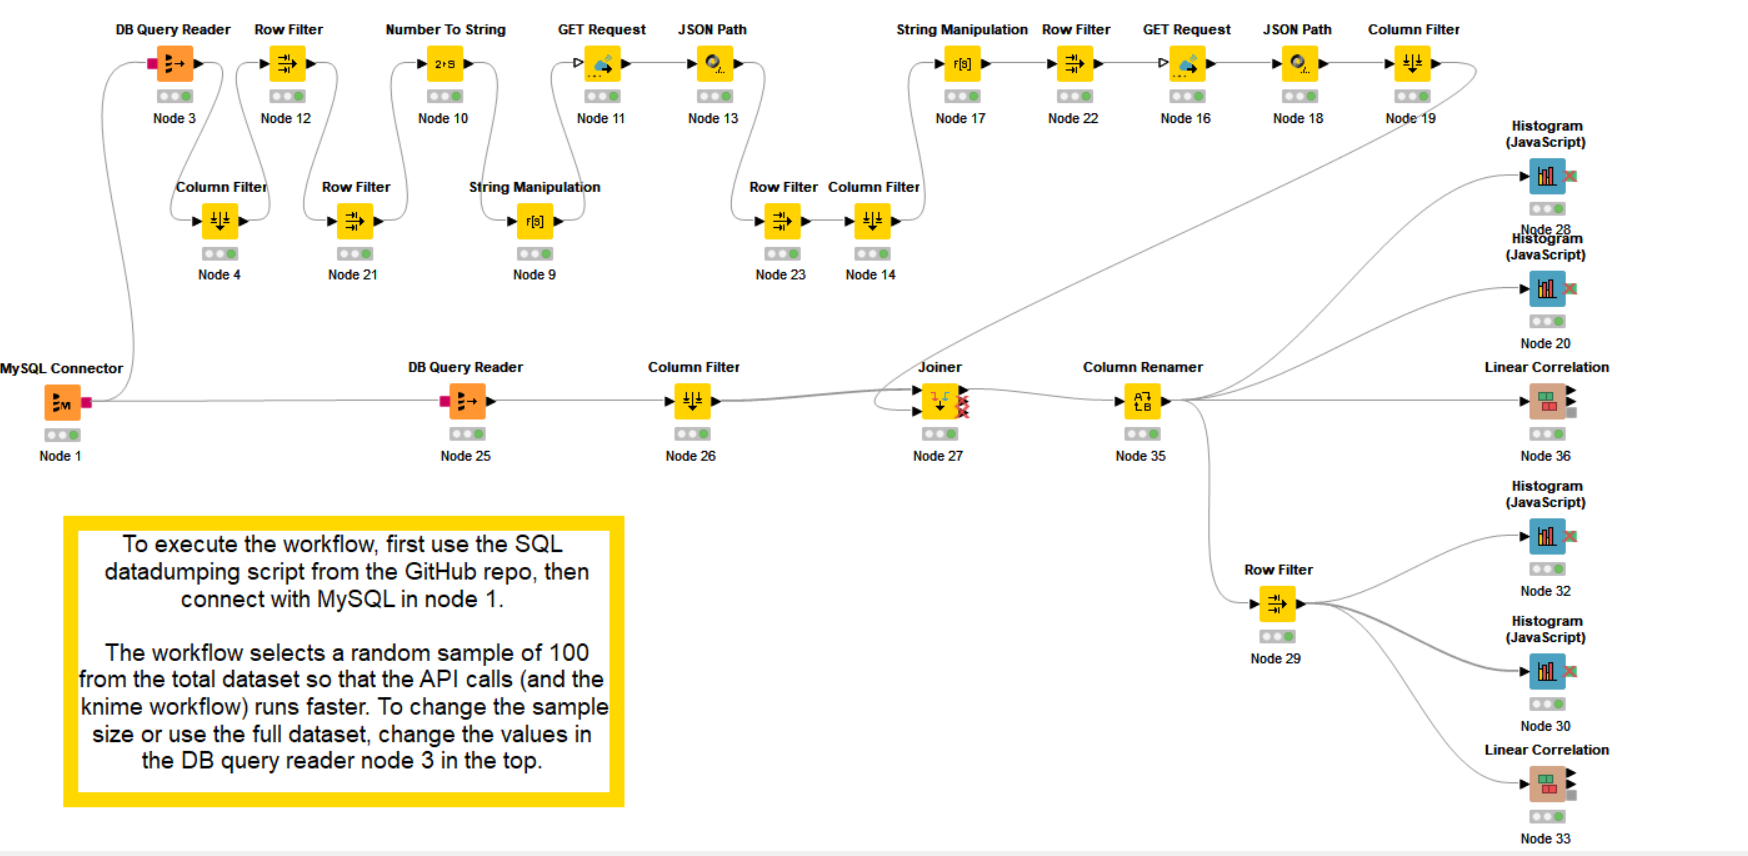 DB Query Reader
Row Filter
Number To String
GET Request
JSON Path
String Manipulation
Row Filter
GET Request
JSON Path
Column Filter
2▸S
r[s]
Node 3
Node 12
Node 10
Node 11
Node 13
Node 17
Node 22
Node 16
Node 18
Node 19
Column Filter
Row Filter
String Manipulation
Row Filter
Column Filter
r[s]
Node 4
Node 21
Node 9
Node 23
Node 14
Histogram
(JavaScript)
Node 28
Histogram
(JavaScript)
Node 20
MySQL Connector
DB Query Reader
Column Filter
Joiner
Column Renamer
Linear Correlation
M
Node 1
Node 25
Node 26
Node 27
Node 35
Node 36
Histogram
(JavaScript)
Node 32
Row Filter
Node 29
Histogram
(JavaScript)
Node 30
Linear Correlation
Node 33
To execute the workflow, first use the SQL
datadumping script from the GitHub repo, then
connect with MySQL in node 1.
The workflow selects a random sample of 100
from the total dataset so that the API calls (and the
knime workflow) runs faster. To change the sample
size or use the full dataset, change the values in
the DB query reader node 3 in the top.